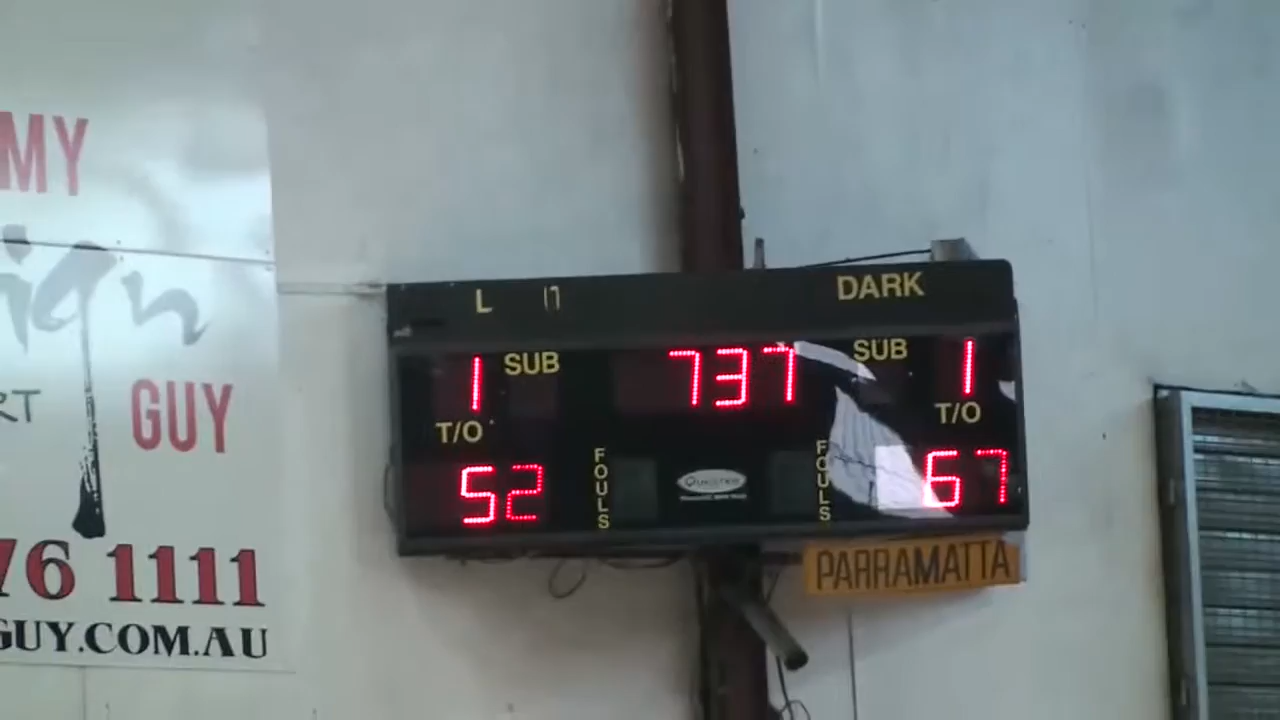 MY
ign
RT GUY
76 1111
GUY.COM.AU
L DARK
1 SUB 737 SUB 1
T/O T/O
52 FOULS FOULS 67
PARRAMATTA